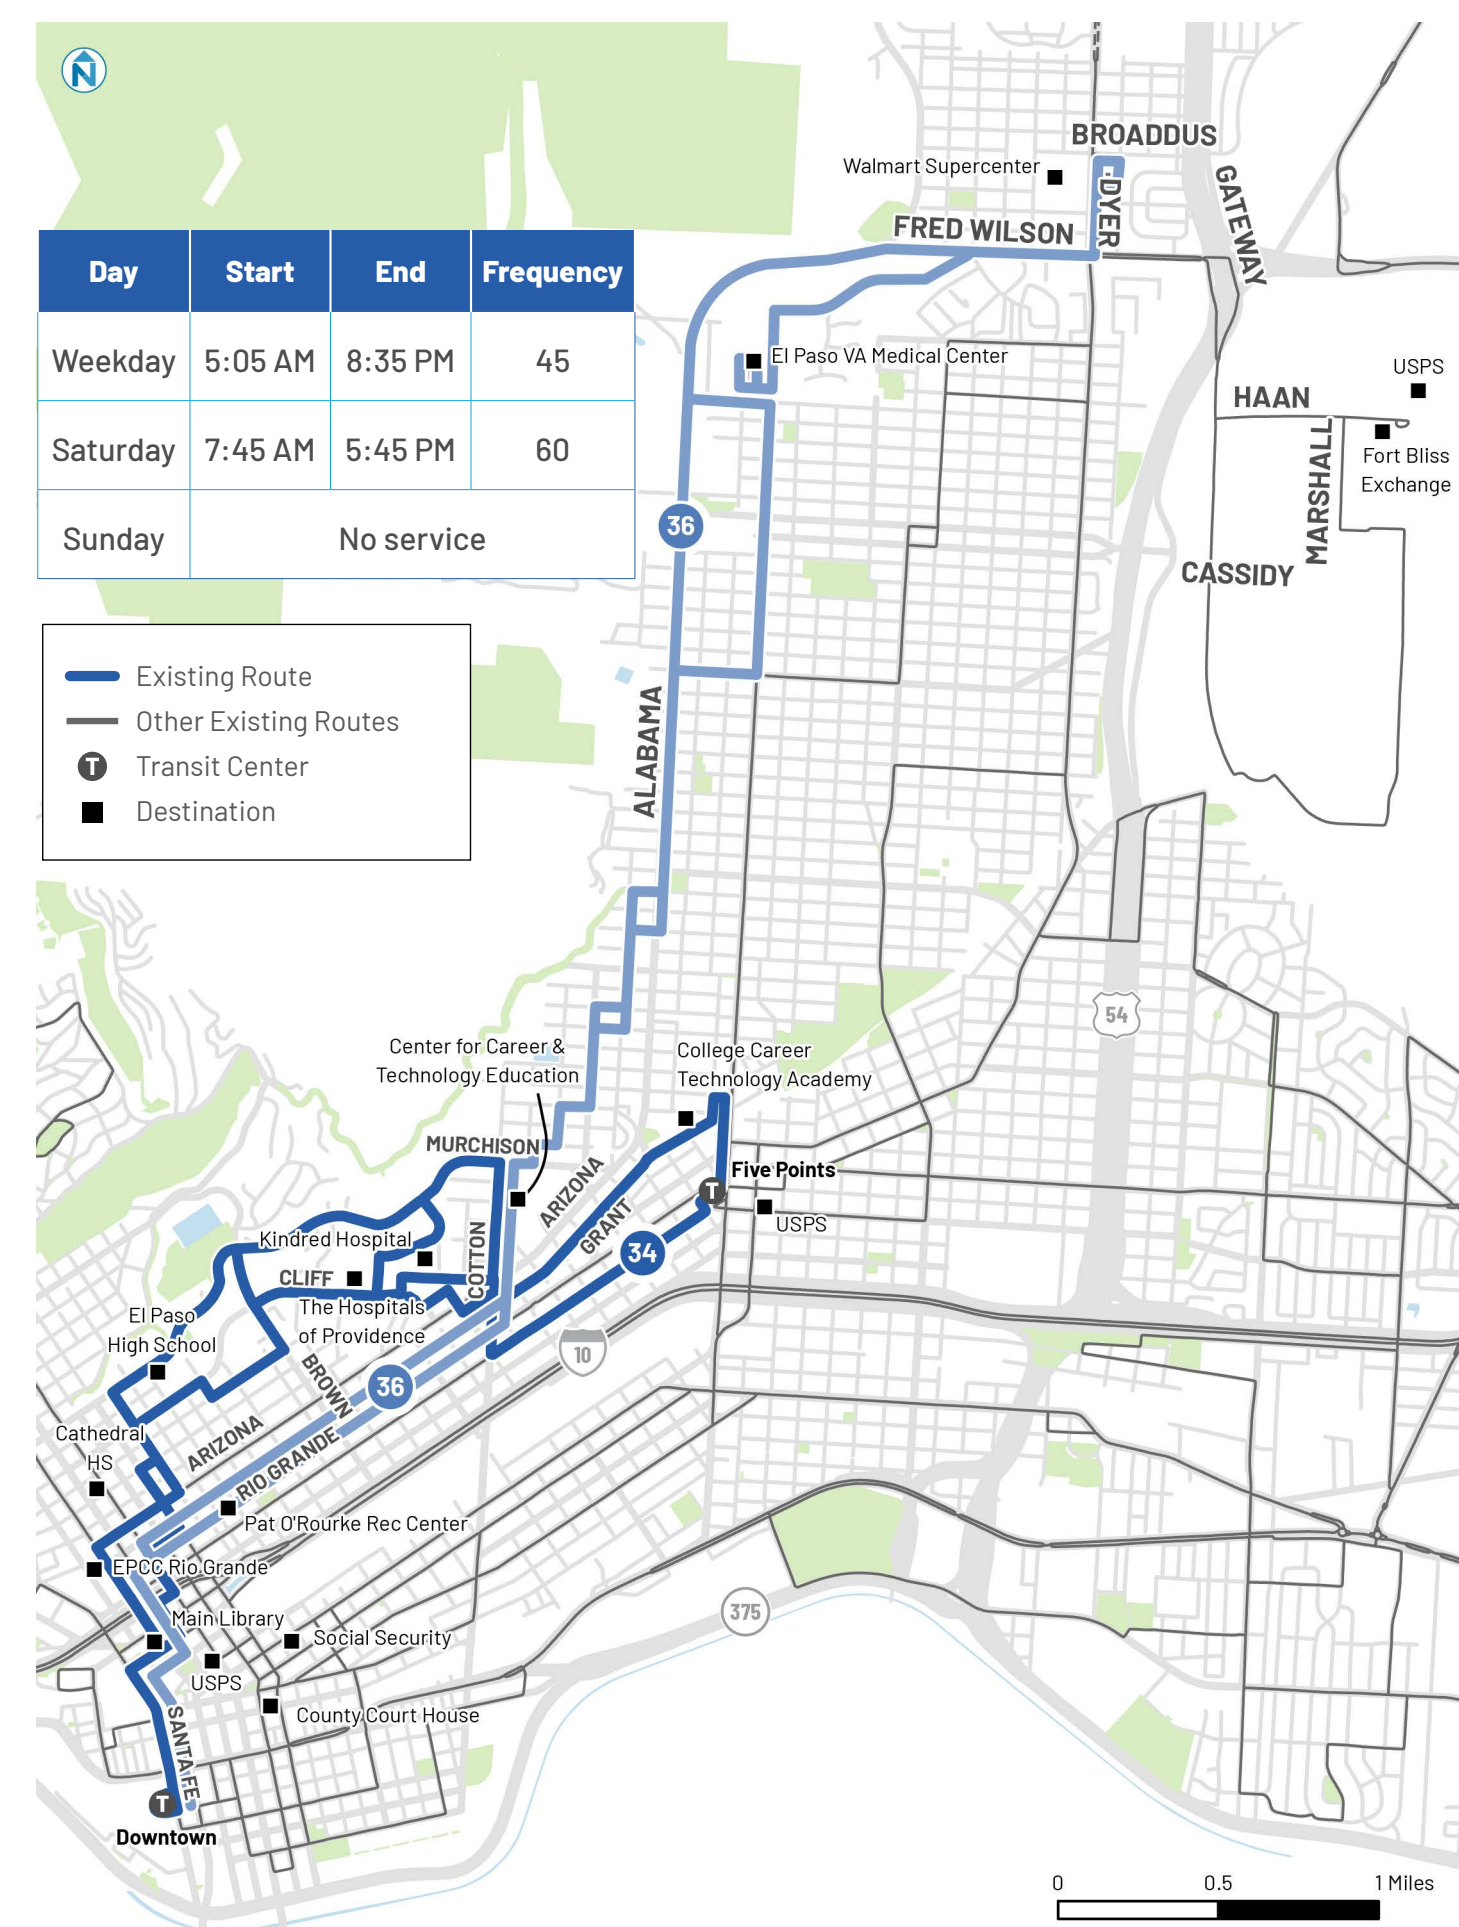 N
BROADDUS
Walmart Supercenter
DYER
GATEWAY
FRED WILSON
Day Start End Frequency
Weekday 5:05 AM 8:35 PM 45
Saturday 7:45 AM 5:45 PM 60
Sunday No service
El Paso VA Medical Center
USPS
HAAN
MARSHALL
Fort Bliss
Exchange
36
CASSIDY
Existing Route
Other Existing Routes
T Transit Center
Destination
ALABAMA
54
Center for Career &
Technology Education
College Career
Technology Academy
MURCHISON
ARIZONA
Five Points
T
USPS
GRANT
34
Kindred Hospital
COTTON
CLIFF
The Hospitals
of Providence
El Paso
High School
10
BROWN
36
Cathedral
HS
ARIZONA
RIO GRANDE
Pat O'Rourke Rec Center
EPCC Rio Grande
Main Library
Social Security
375
USPS
County Court House
SANTA FE
T
Downtown
0 0.5 1 Miles